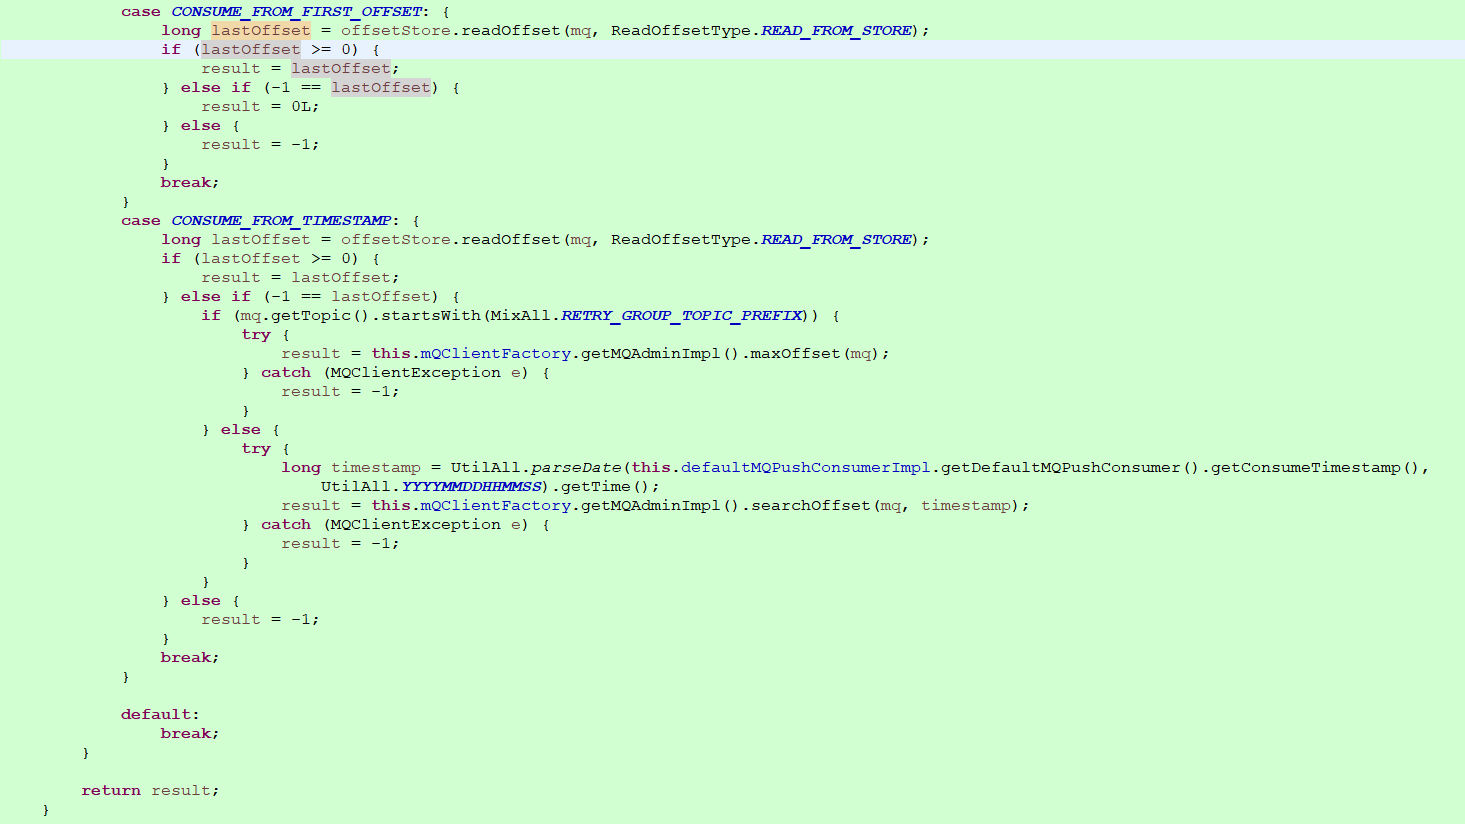 case CONSUME_FROM_FIRST_OFFSET: {
long lastOffset = offsetStore.readOffset(mq, ReadOffsetType.READ_FROM_STORE);
if (lastOffset >= 0) {
result = lastOffset;
} else if (-1 == lastOffset) {
result = 0L;
} else {
result = -1;
}
break;
}
case CONSUME_FROM_TIMESTAMP: {
long lastOffset = offsetStore.readOffset(mq, ReadOffsetType.READ_FROM_STORE);
if (lastOffset >= 0) {
result = lastOffset;
} else if (-1 == lastOffset) {
if (mq.getTopic().startsWith(MixAll.RETRY_GROUP_TOPIC_PREFIX)) {
try {
result = this.mQClientFactory.getMQAdminImpl().maxOffset(mq);
} catch (MQClientException e) {
result = -1;
}
} else {
try {
long timestamp = UtilAll.parseDate(this.defaultMQPushConsumerImpl.getDefaultMQPushConsumer().getConsumeTimestamp(),
UtilAll.YYYYMMDDHHMMSS).getTime();
result = this.mQClientFactory.getMQAdminImpl().searchOffset(mq, timestamp);
} catch (MQClientException e) {
result = -1;
}
}
} else {
result = -1;
}
break;
}
default:
break;
}
return result;
}